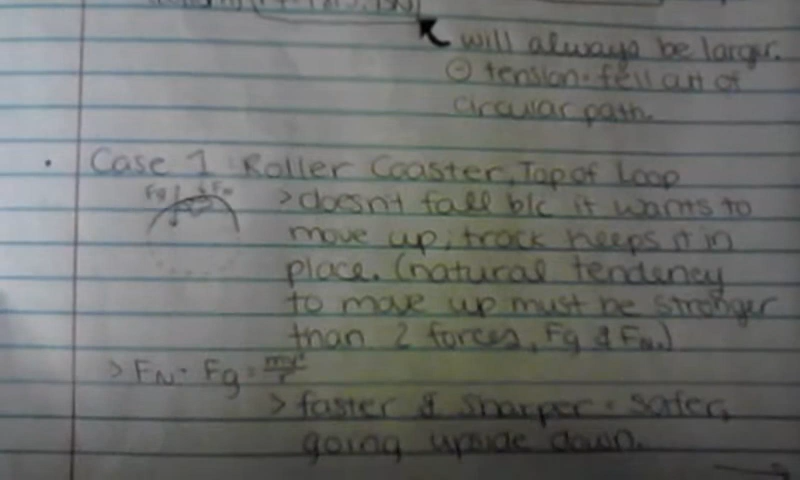 will always be larger.
⊖ tension = fell out of
circular path.
• Case 1: Roller Coaster, Top of Loop
Fg FN
> doesn't fall b/c it wants to
move up, track keeps it in
place. (natural tendency
to move up must be stronger
than 2 forces, Fg & FN.)
> FN - Fg = mv²/r
> faster & sharper = safer,
going upside down.